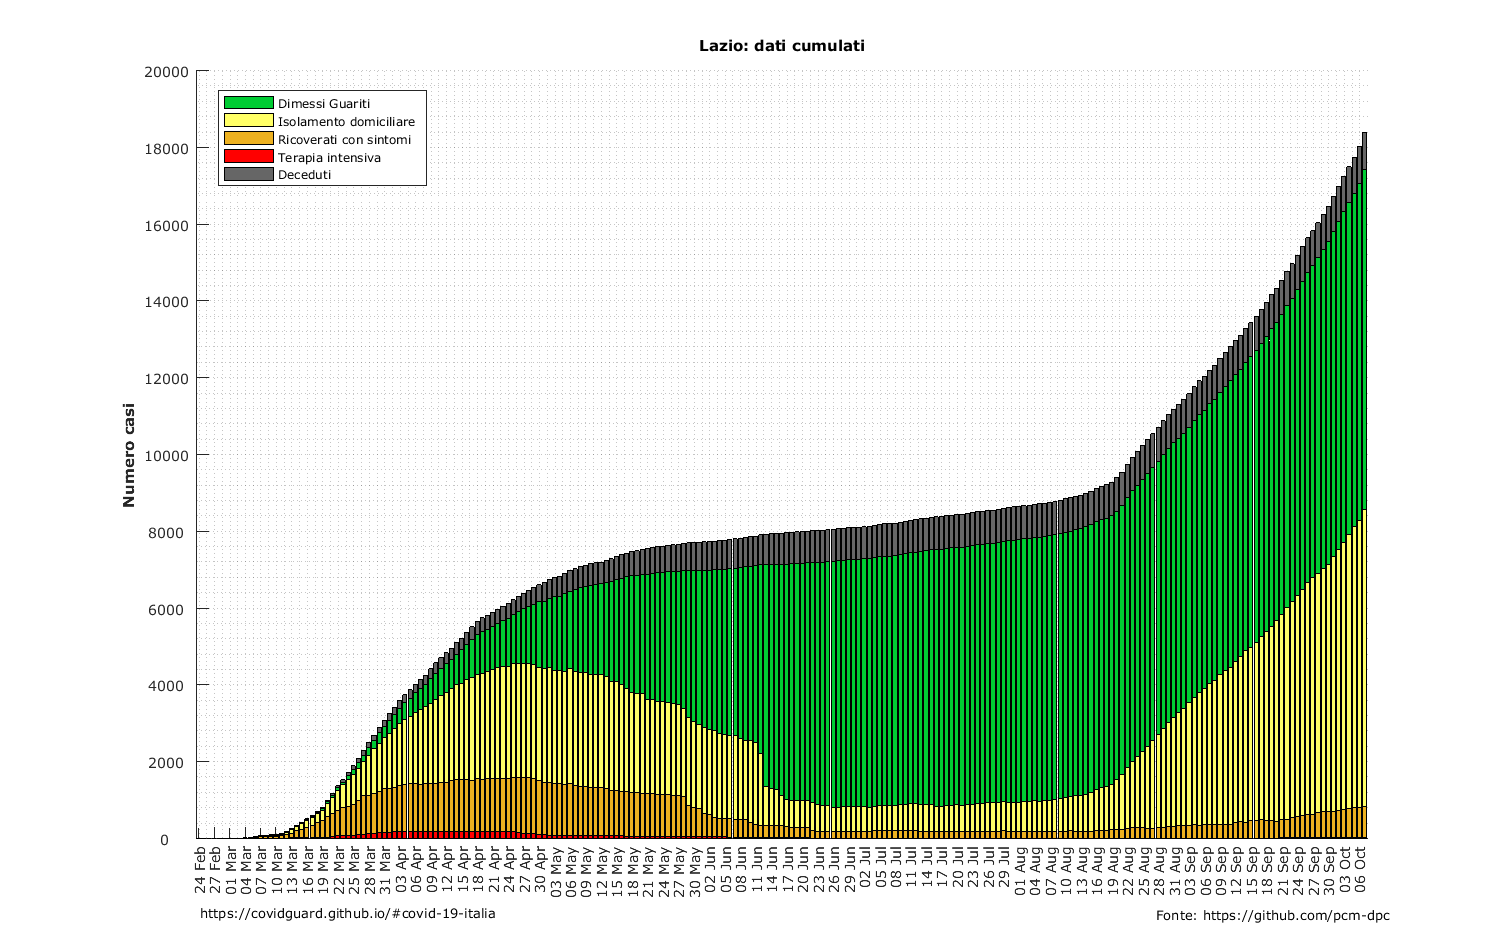 Lazio: dati cumulati
20000
18000
16000
14000
12000
10000
8000
6000
4000
2000
0
Numero casi
Dimessi Guariti
Isolamento domiciliare
Ricoverati con sintomi
Terapia intensiva
Deceduti
24 Feb
27 Feb
01 Mar
04 Mar
07 Mar
10 Mar
13 Mar
16 Mar
19 Mar
22 Mar
25 Mar
28 Mar
31 Mar
03 Apr
06 Apr
09 Apr
12 Apr
15 Apr
18 Apr
21 Apr
24 Apr
27 Apr
30 Apr
03 May
06 May
09 May
12 May
15 May
18 May
21 May
24 May
27 May
30 May
02 Jun
05 Jun
08 Jun
11 Jun
14 Jun
17 Jun
20 Jun
23 Jun
26 Jun
29 Jun
02 Jul
05 Jul
08 Jul
11 Jul
14 Jul
17 Jul
20 Jul
23 Jul
26 Jul
29 Jul
01 Aug
04 Aug
07 Aug
10 Aug
13 Aug
16 Aug
19 Aug
22 Aug
25 Aug
28 Aug
31 Aug
03 Sep
06 Sep
09 Sep
12 Sep
15 Sep
18 Sep
21 Sep
24 Sep
27 Sep
30 Sep
03 Oct
06 Oct
https://covidguard.github.io/#covid-19-italia
Fonte: https://github.com/pcm-dpc